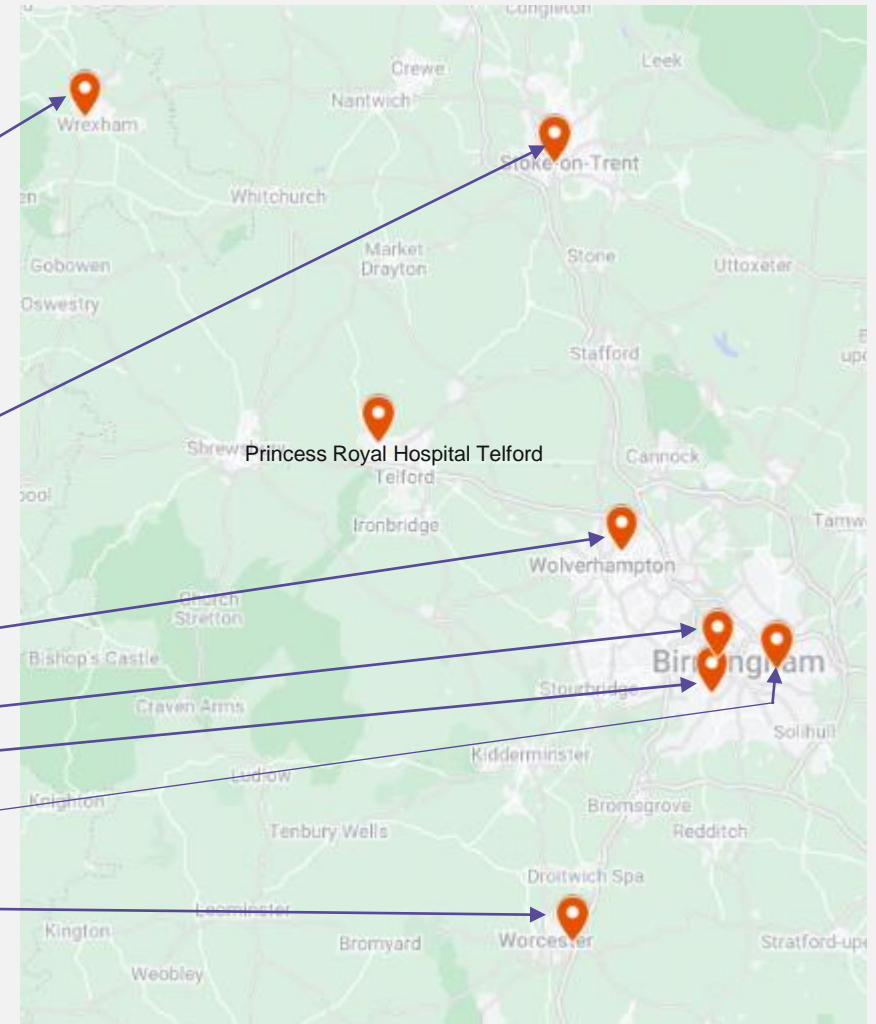 Congleton
Leek
Crewe
Nantwich
Wrexham
Stoke-on-Trent
Whitchurch
Market
Drayton
Gobowen
Stone
Uttoxeter
Oswestry
Stafford
Princess Royal Hospital Telford
Telford
Cannock
Ironbridge
Wolverhampton
Church
Stretton
Bishop's Castle
Birmingham
Stourbridge
Craven Arms
Solihull
Kidderminster
Ludlow
Knighton
Bromsgrove
Tenbury Wells
Redditch
Droitwich Spa
Leominster
Kington
Bromyard
Worcester
Stratford-upo
Weobley